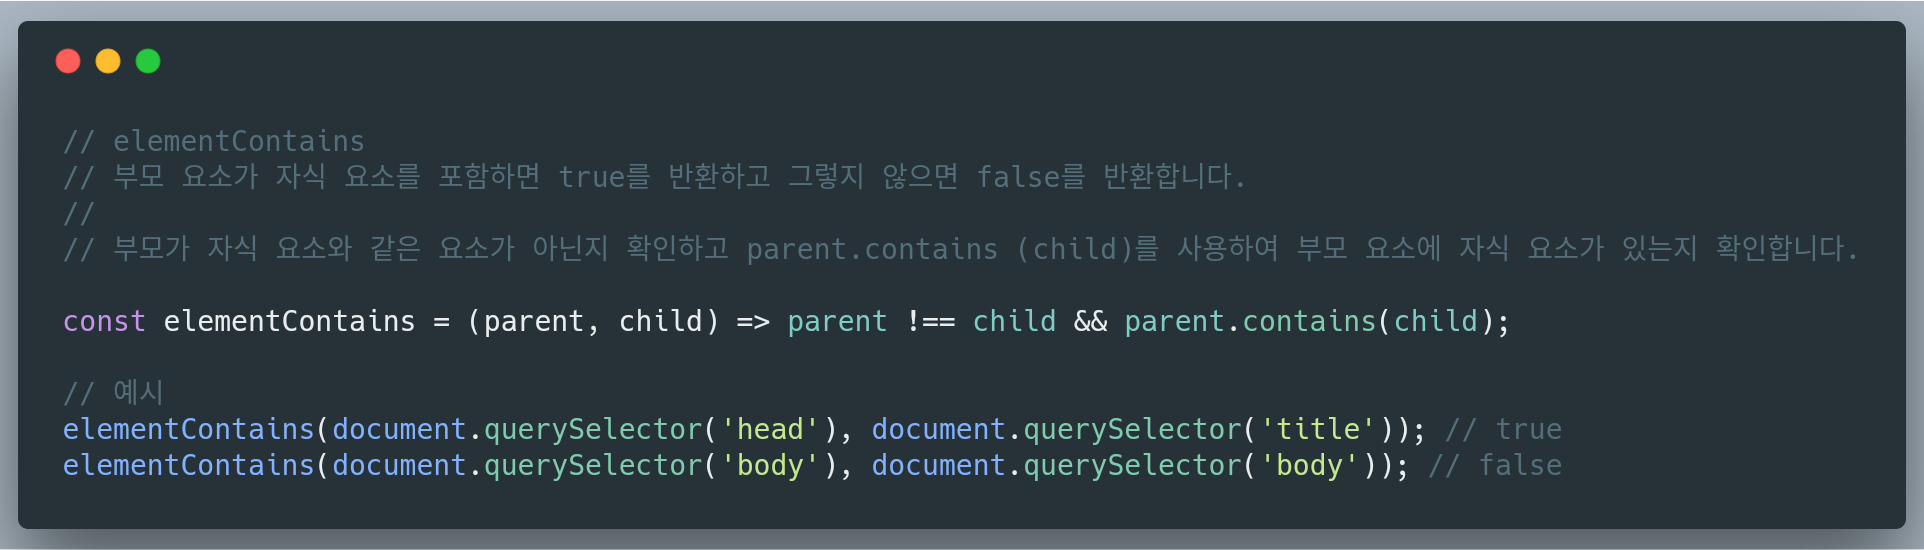 // elementContains
// 부모 요소가 자식 요소를 포함하면 true를 반환하고 그렇지 않으면 false를 반환합니다.
//
// 부모가 자식 요소와 같은 요소가 아닌지 확인하고 parent.contains (child)를 사용하여 부모 요소에 자식 요소가 있는지 확인합니다.
const elementContains = (parent, child) => parent !== child && parent.contains(child);
// 예시
elementContains(document.querySelector('head'), document.querySelector('title')); // true
elementContains(document.querySelector('body'), document.querySelector('body')); // false